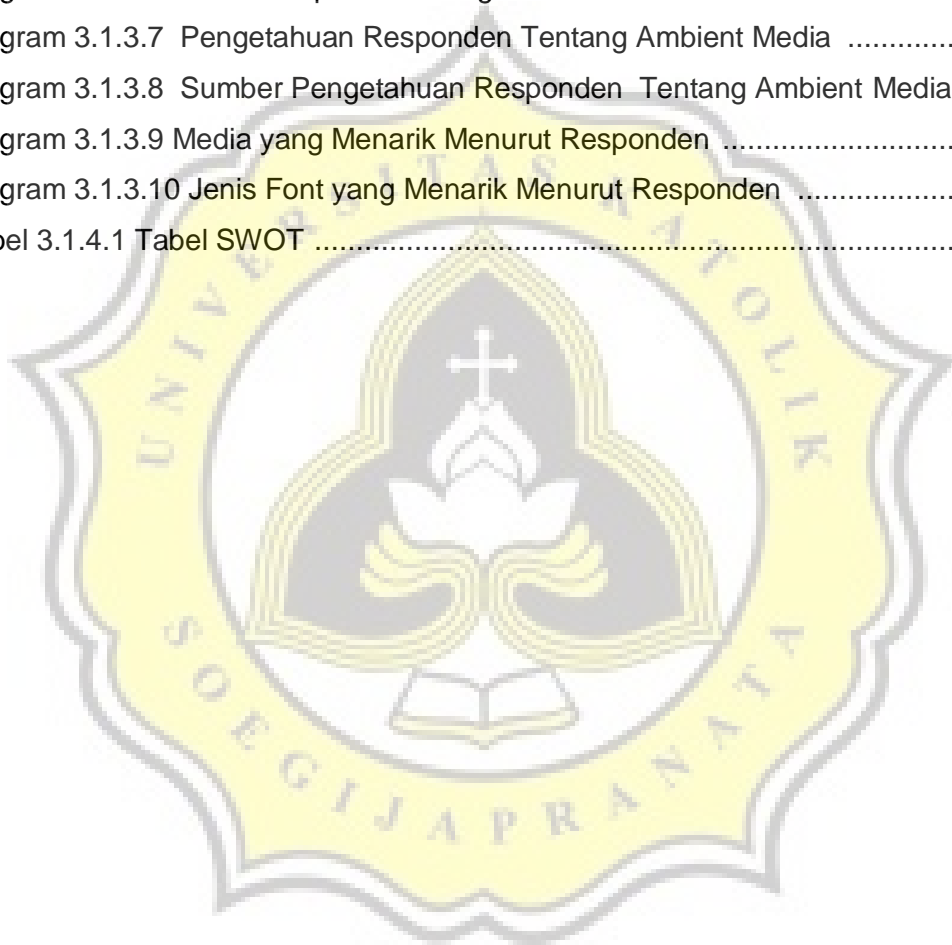 gram 3.1.3.7 Pengetahuan Responden Tentang Ambient Media .............
gram 3.1.3.8 Sumber Pengetahuan Responden Tentang Ambient Media
gram 3.1.3.9 Media yang Menarik Menurut Responden ............................
gram 3.1.3.10 Jenis Font yang Menarik Menurut Responden ...................
bel 3.1.4.1 Tabel SWOT .................................................................................
UNIVERSITAS KATOLIK
SOEGIJAPRANATA